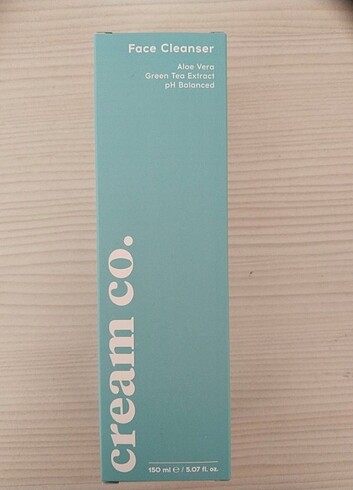 Face Cleanser
Aloe Vera
Green Tea Extract
pH Balanced
cream co.
150 ml ℮ / 5.07 fl. oz.